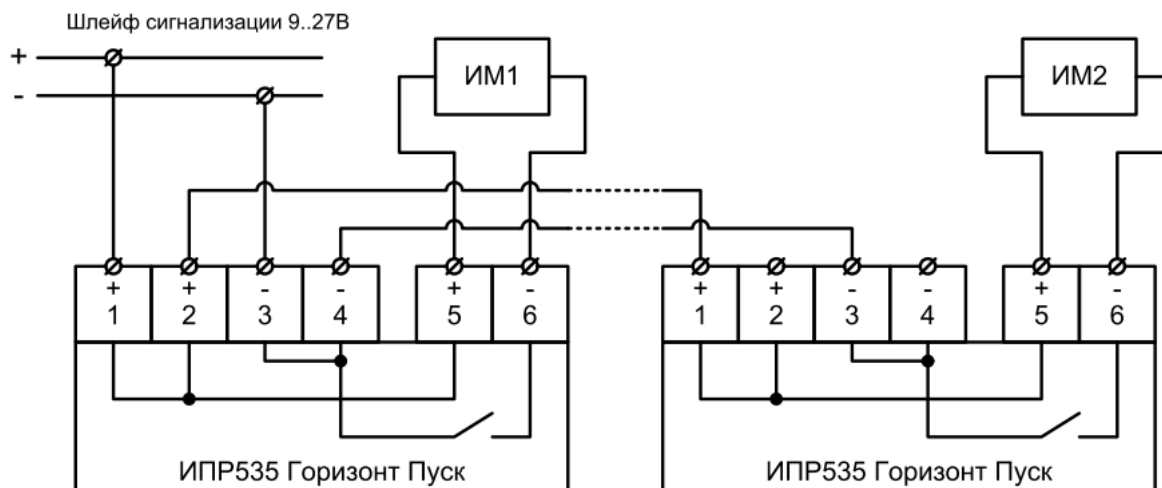 Шлейф сигнализации 9..27В
+
-
ИМ1
ИМ2
+ + - - + -
1 2 3 4 5 6
+ + - - + -
1 2 3 4 5 6
ИПР535 Горизонт Пуск
ИПР535 Горизонт Пуск